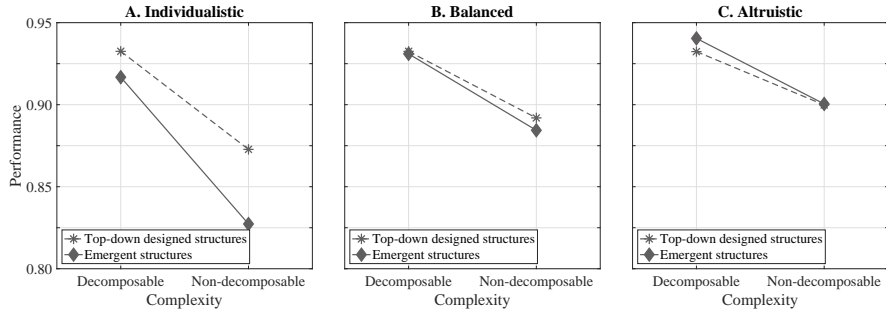 A. Individualistic
B. Balanced
C. Altruistic
Performance
0.95
0.90
0.85
0.80
Top-down designed structures
Emergent structures
Top-down designed structures
Emergent structures
Top-down designed structures
Emergent structures
Decomposable Non-decomposable
Decomposable Non-decomposable
Decomposable Non-decomposable
Complexity
Complexity
Complexity